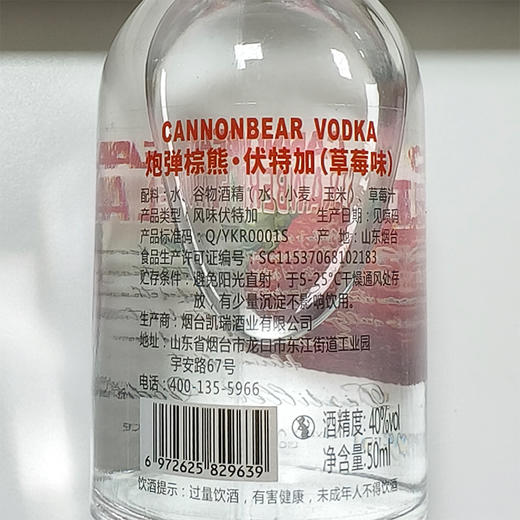 CANNONBEAR VODKA
炮弹棕熊·伏特加(草莓味)
配料：水、谷物酒精（水、小麦、玉米）、草莓汁
产品类型：风味伏特加 生产日期：见喷码
产品标准码：Q/YKR0001S 产 地：山东烟台
食品生产许可证编号：SC11537068102183
贮存条件：避免阳光直射，于5-25℃干燥通风处存
放，有少量沉淀不影响饮用。
生产商：烟台凯瑞酒业有限公司
地址：山东省烟台市龙口市东江街道工业园
宇安路67号
电话：400-135-5966
酒精度：40%vol
净含量：50ml
6 972625 829639
饮酒提示：过量饮酒，有害健康，未成年人不得饮酒